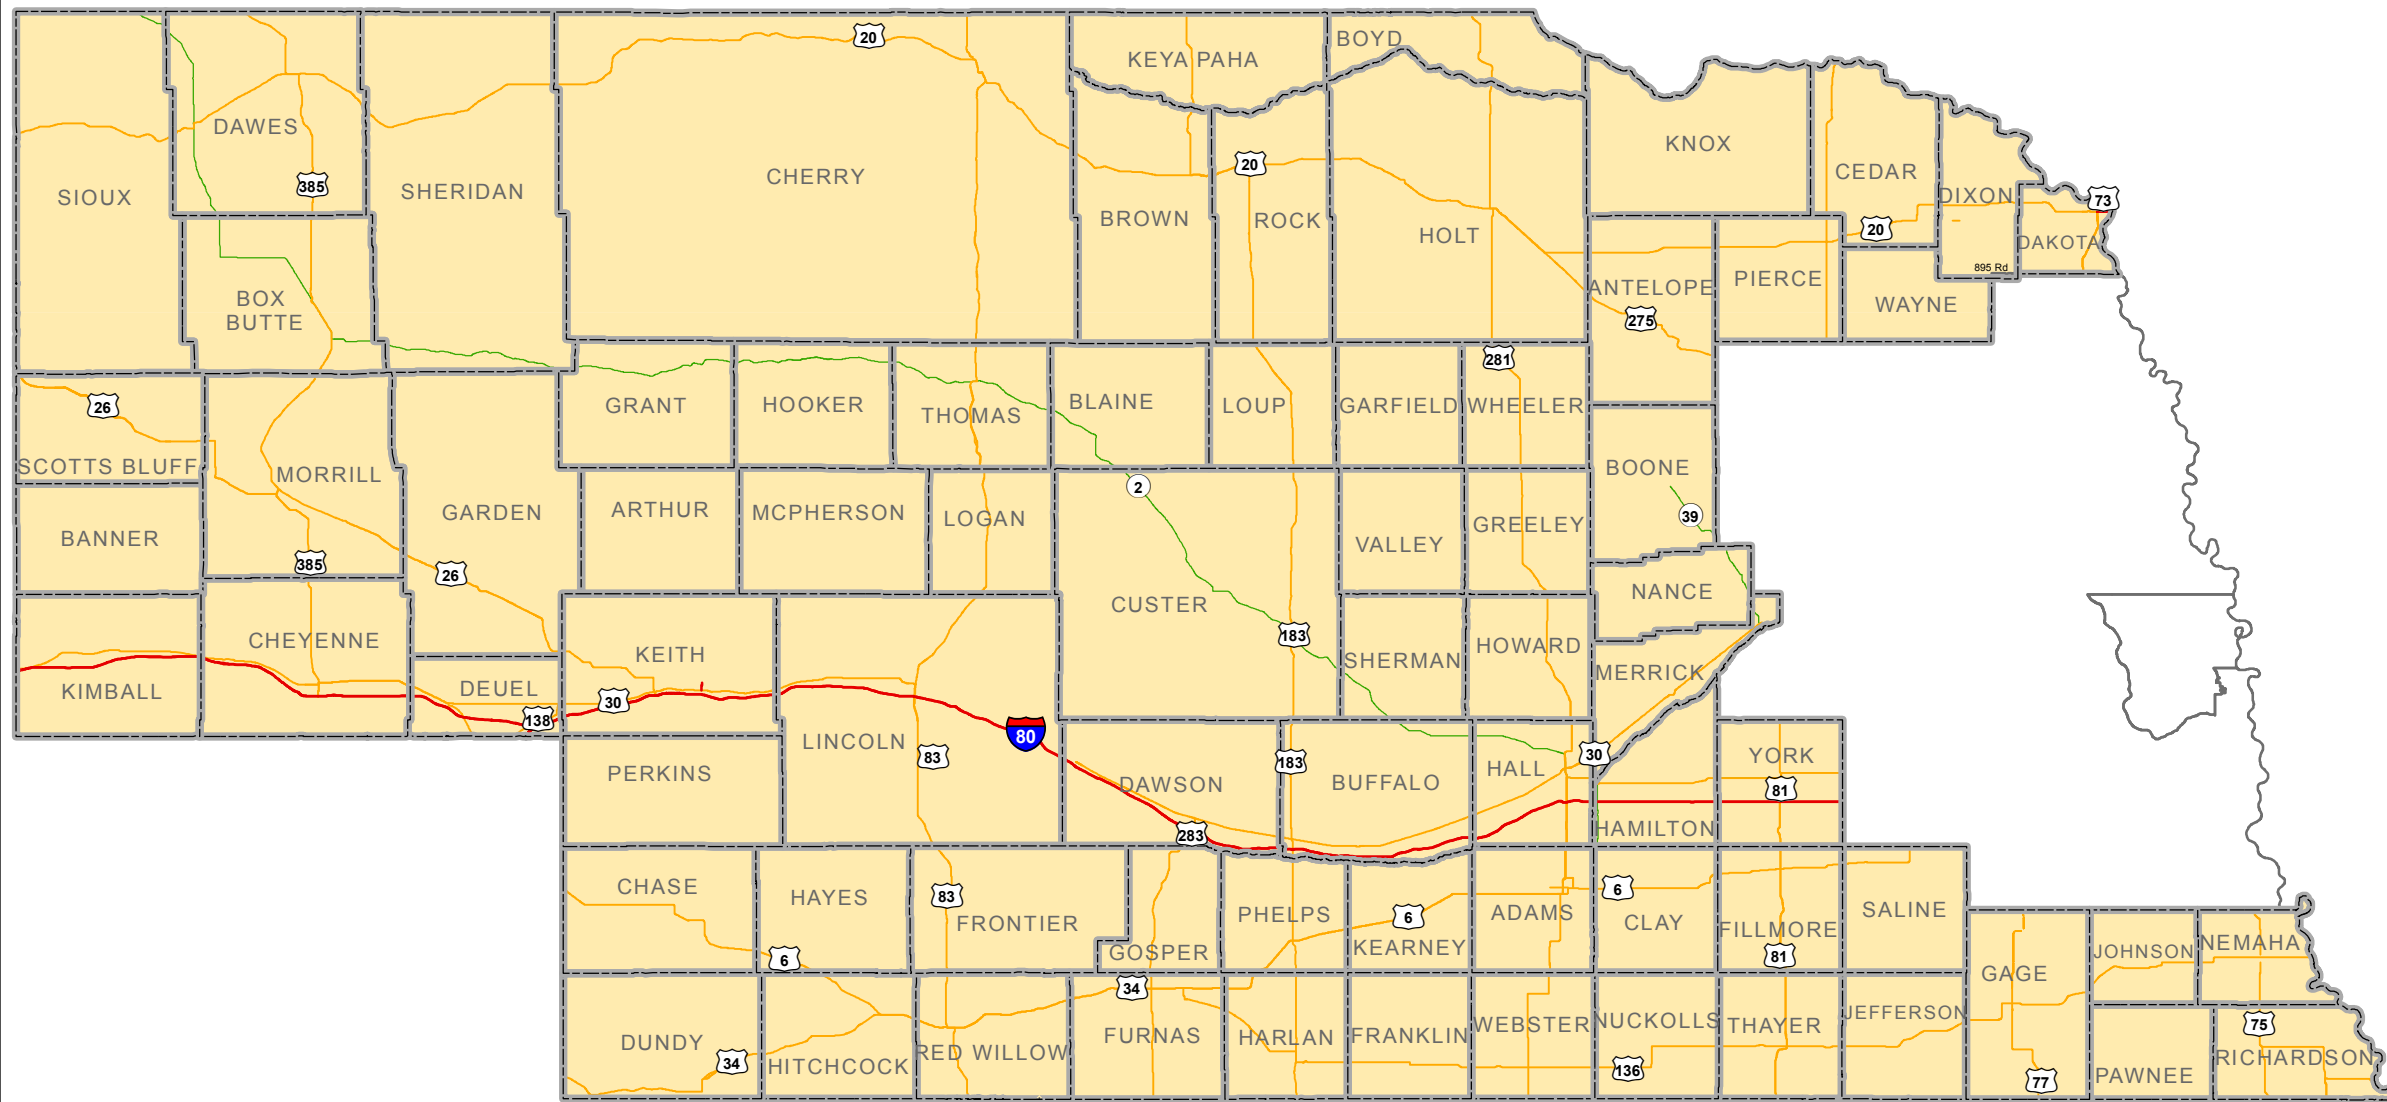 20
BOYD
KEYA PAHA
DAWES
KNOX
20
CEDAR
CHERRY
385
SHERIDAN
SIOUX
DIXON
73
BROWN
ROCK
HOLT
20
DAKOTA
895 Rd
BOX
BUTTE
ANTELOPE
PIERCE
WAYNE
275
281
26
GRANT
HOOKER
THOMAS
BLAINE
LOUP
GARFIELD
WHEELER
SCOTTS BLUFF
MORRILL
BOONE
2
GARDEN
ARTHUR
MCPHERSON
LOGAN
39
GREELEY
BANNER
VALLEY
385
26
NANCE
CUSTER
183
CHEYENNE
KEITH
SHERMAN
HOWARD
MERRICK
KIMBALL
DEUEL
30
138
80
LINCOLN
83
183
30
YORK
PERKINS
DAWSON
BUFFALO
HALL
81
283
HAMILTON
CHASE
HAYES
83
6
FRONTIER
PHELPS
6
ADAMS
CLAY
SALINE
FILLMORE
GOSPER
KEARNEY
6
81
JOHNSON
NEMAHA
GAGE
34
DUNDY
34
HITCHCOCK
RED WILLOW
FURNAS
HARLAN
FRANKLIN
WEBSTER
NUCKOLLS
THAYER
JEFFERSON
136
75
RICHARDSON
77
PAWNEE